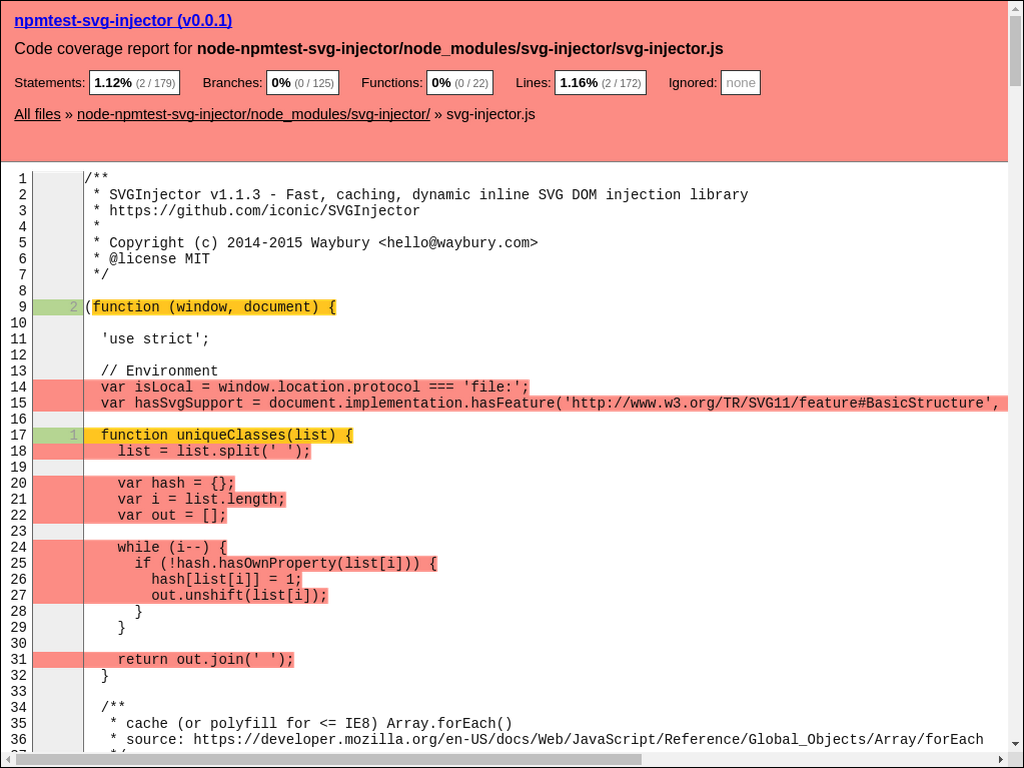 npmtest-svg-injector (v0.0.1)
Code coverage report for node-npmtest-svg-injector/node_modules/svg-injector/svg-injector.js
Statements: 1.12% (2 / 179) Branches: 0% (0 / 125) Functions: 0% (0 / 22) Lines: 1.16% (2 / 172) Ignored: none
All files » node-npmtest-svg-injector/node_modules/svg-injector/ » svg-injector.js
1 /**
2  * SVGInjector v1.1.3 - Fast, caching, dynamic inline SVG DOM injection library
3  * https://github.com/iconic/SVGInjector
4  *
5  * Copyright (c) 2014-2015 Waybury <hello@waybury.com>
6  * @license MIT
7  */
8
9 2 (function (window, document) {
10
11   'use strict';
12
13   // Environment
14   var isLocal = window.location.protocol === 'file:';
15   var hasSvgSupport = document.implementation.hasFeature('http://www.w3.org/TR/SVG11/feature#BasicStructure',
16
17 1   function uniqueClasses(list) {
18     list = list.split(' ');
19
20     var hash = {};
21     var i = list.length;
22     var out = [];
23
24     while (i--) {
25       if (!hash.hasOwnProperty(list[i])) {
26         hash[list[i]] = 1;
27         out.unshift(list[i]);
28       }
29     }
30
31     return out.join(' ');
32   }
33
34   /**
35    * cache (or polyfill for <= IE8) Array.forEach()
36    * source: https://developer.mozilla.org/en-US/docs/Web/JavaScript/Reference/Global_Objects/Array/forEach
37    */